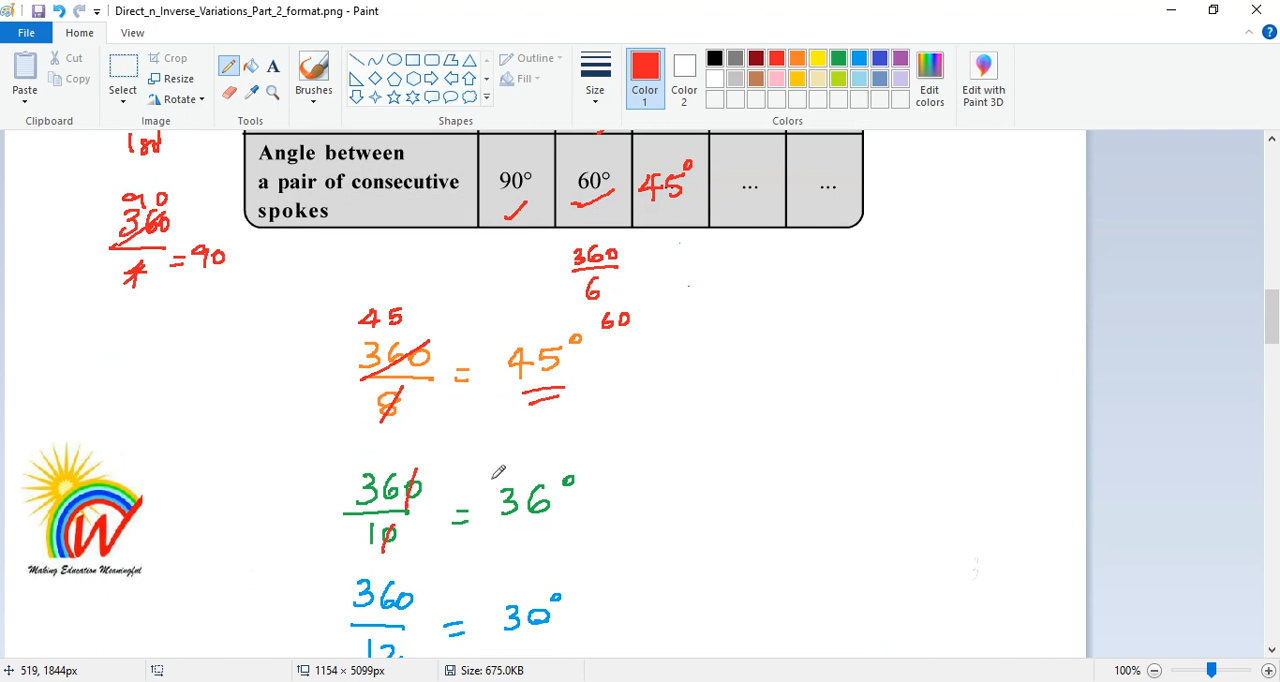 Direct_n_Inverse_Variations_Part_2_format.png - Paint
File Home View
Paste
Cut
Copy
Clipboard
Select
Crop
Resize
Rotate
Image
A
Tools
Brushes
Shapes
Outline
Fill
Size
Color 1
Color 2
Colors
Edit colors
Edit with Paint 3D
Angle between
a pair of consecutive
spokes
90° 60° 45° ... ...
90
360
4
= 90
360
6
60
45
360
8
= 45°
360
10
= 36°
360
12
= 30°
W
Making Education Meaningful
519, 1844px 1154 × 5099px Size: 675.0KB 100%